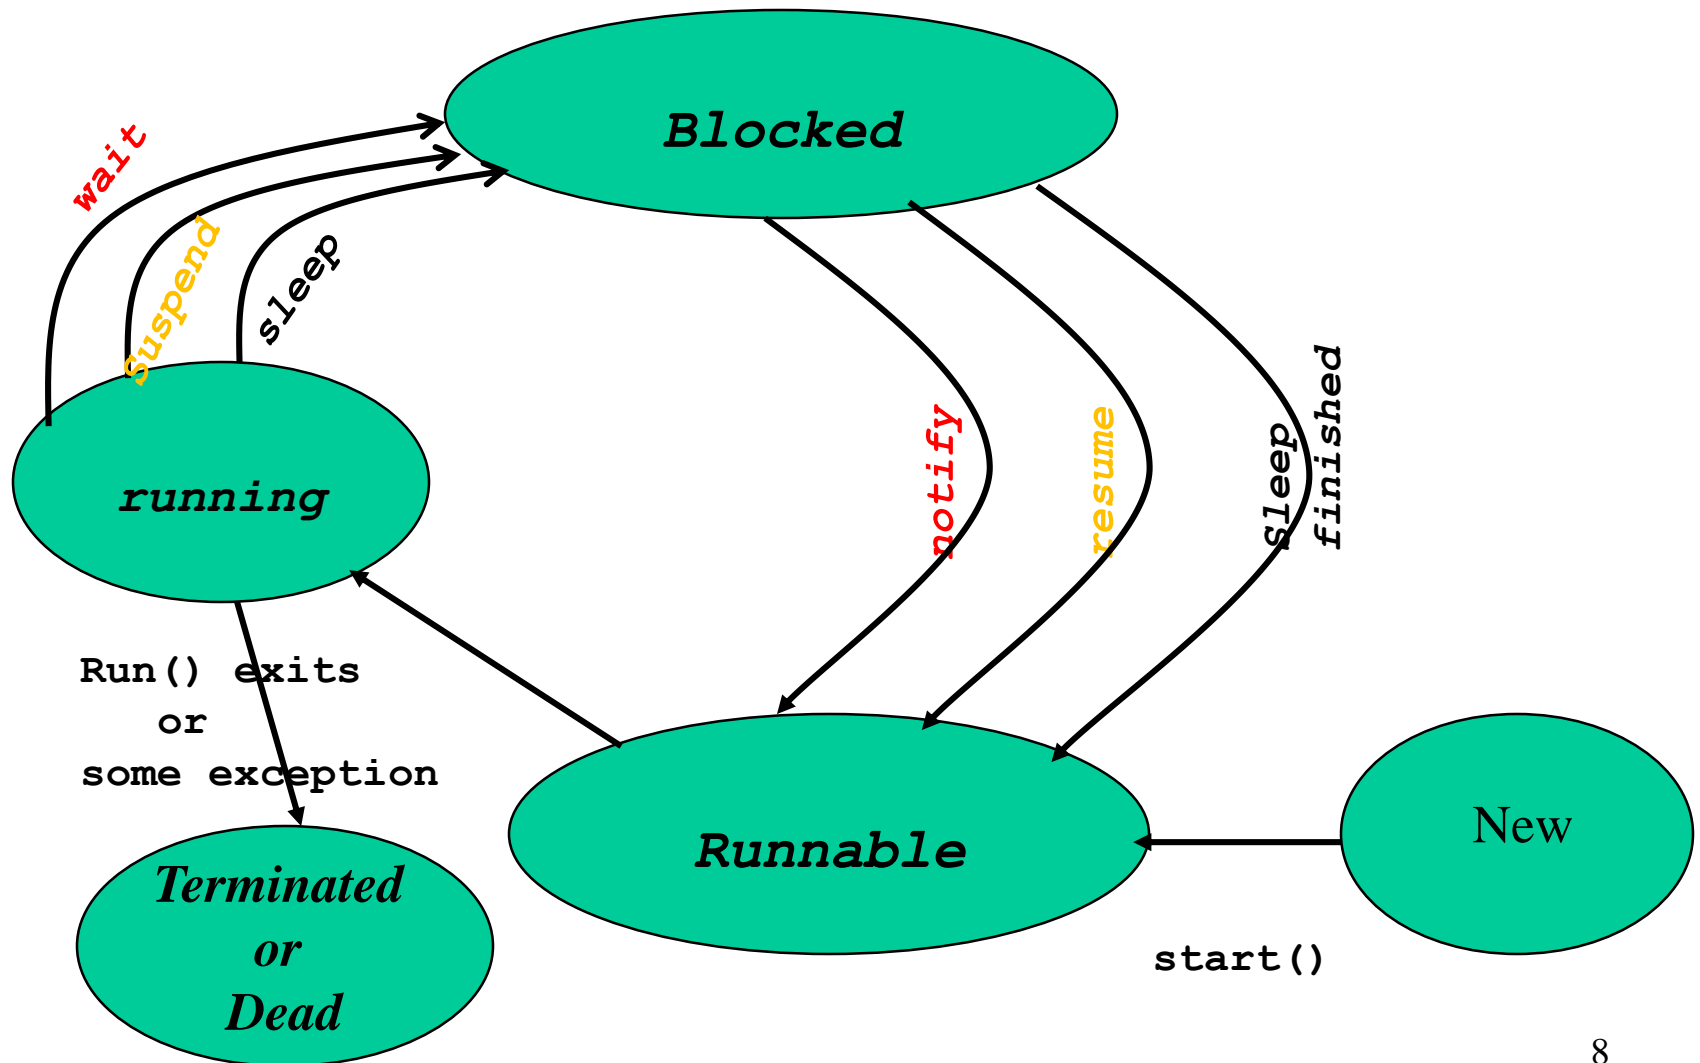 Blocked
wait
Suspend
sleep
notify
resume
Sleep
finished
running
Run() exits
or
some exception
Runnable
New
Terminated
or
Dead
start()
8